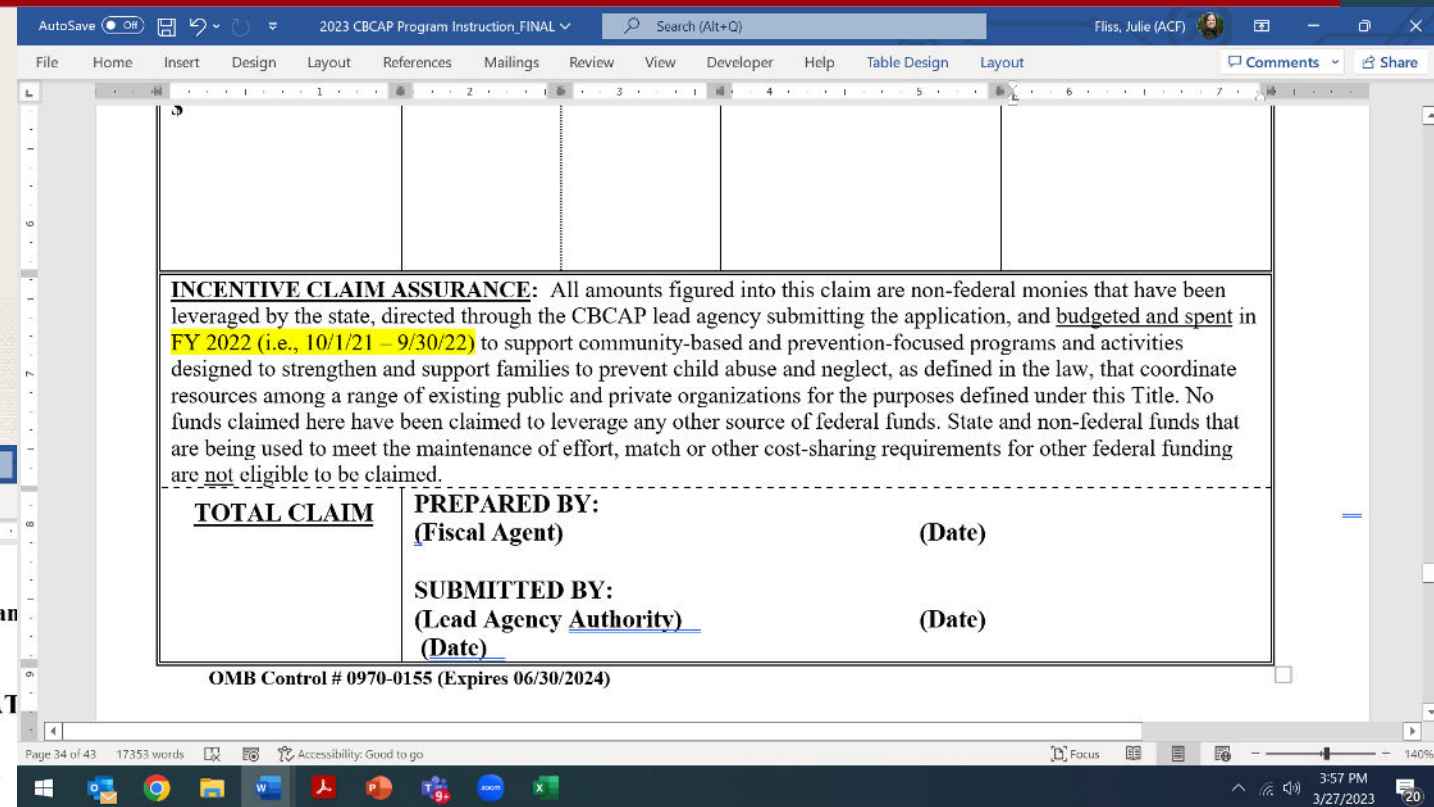 AutoSave Off 2023 CBCAP Program Instruction_FINAL Search (Alt+Q) Fliss, Julie (ACF)
File Home Insert Design Layout References Mailings Review View Developer Help Table Design Layout Comments Share
1 2 3 4 5 6 7
$
INCENTIVE CLAIM ASSURANCE: All amounts figured into this claim are non-federal monies that have been
leveraged by the state, directed through the CBCAP lead agency submitting the application, and budgeted and spent in
FY 2022 (i.e., 10/1/21 – 9/30/22) to support community-based and prevention-focused programs and activities
designed to strengthen and support families to prevent child abuse and neglect, as defined in the law, that coordinate
resources among a range of existing public and private organizations for the purposes defined under this Title. No
funds claimed here have been claimed to leverage any other source of federal funds. State and non-federal funds that
are being used to meet the maintenance of effort, match or other cost-sharing requirements for other federal funding
are not eligible to be claimed.
TOTAL CLAIM
PREPARED BY:
(Fiscal Agent) (Date)
SUBMITTED BY:
(Lead Agency Authority) (Date)
(Date)
OMB Control # 0970-0155 (Expires 06/30/2024)
Page 34 of 43 17353 words Accessibility: Good to go Focus 140%
3:57 PM
3/27/2023
20